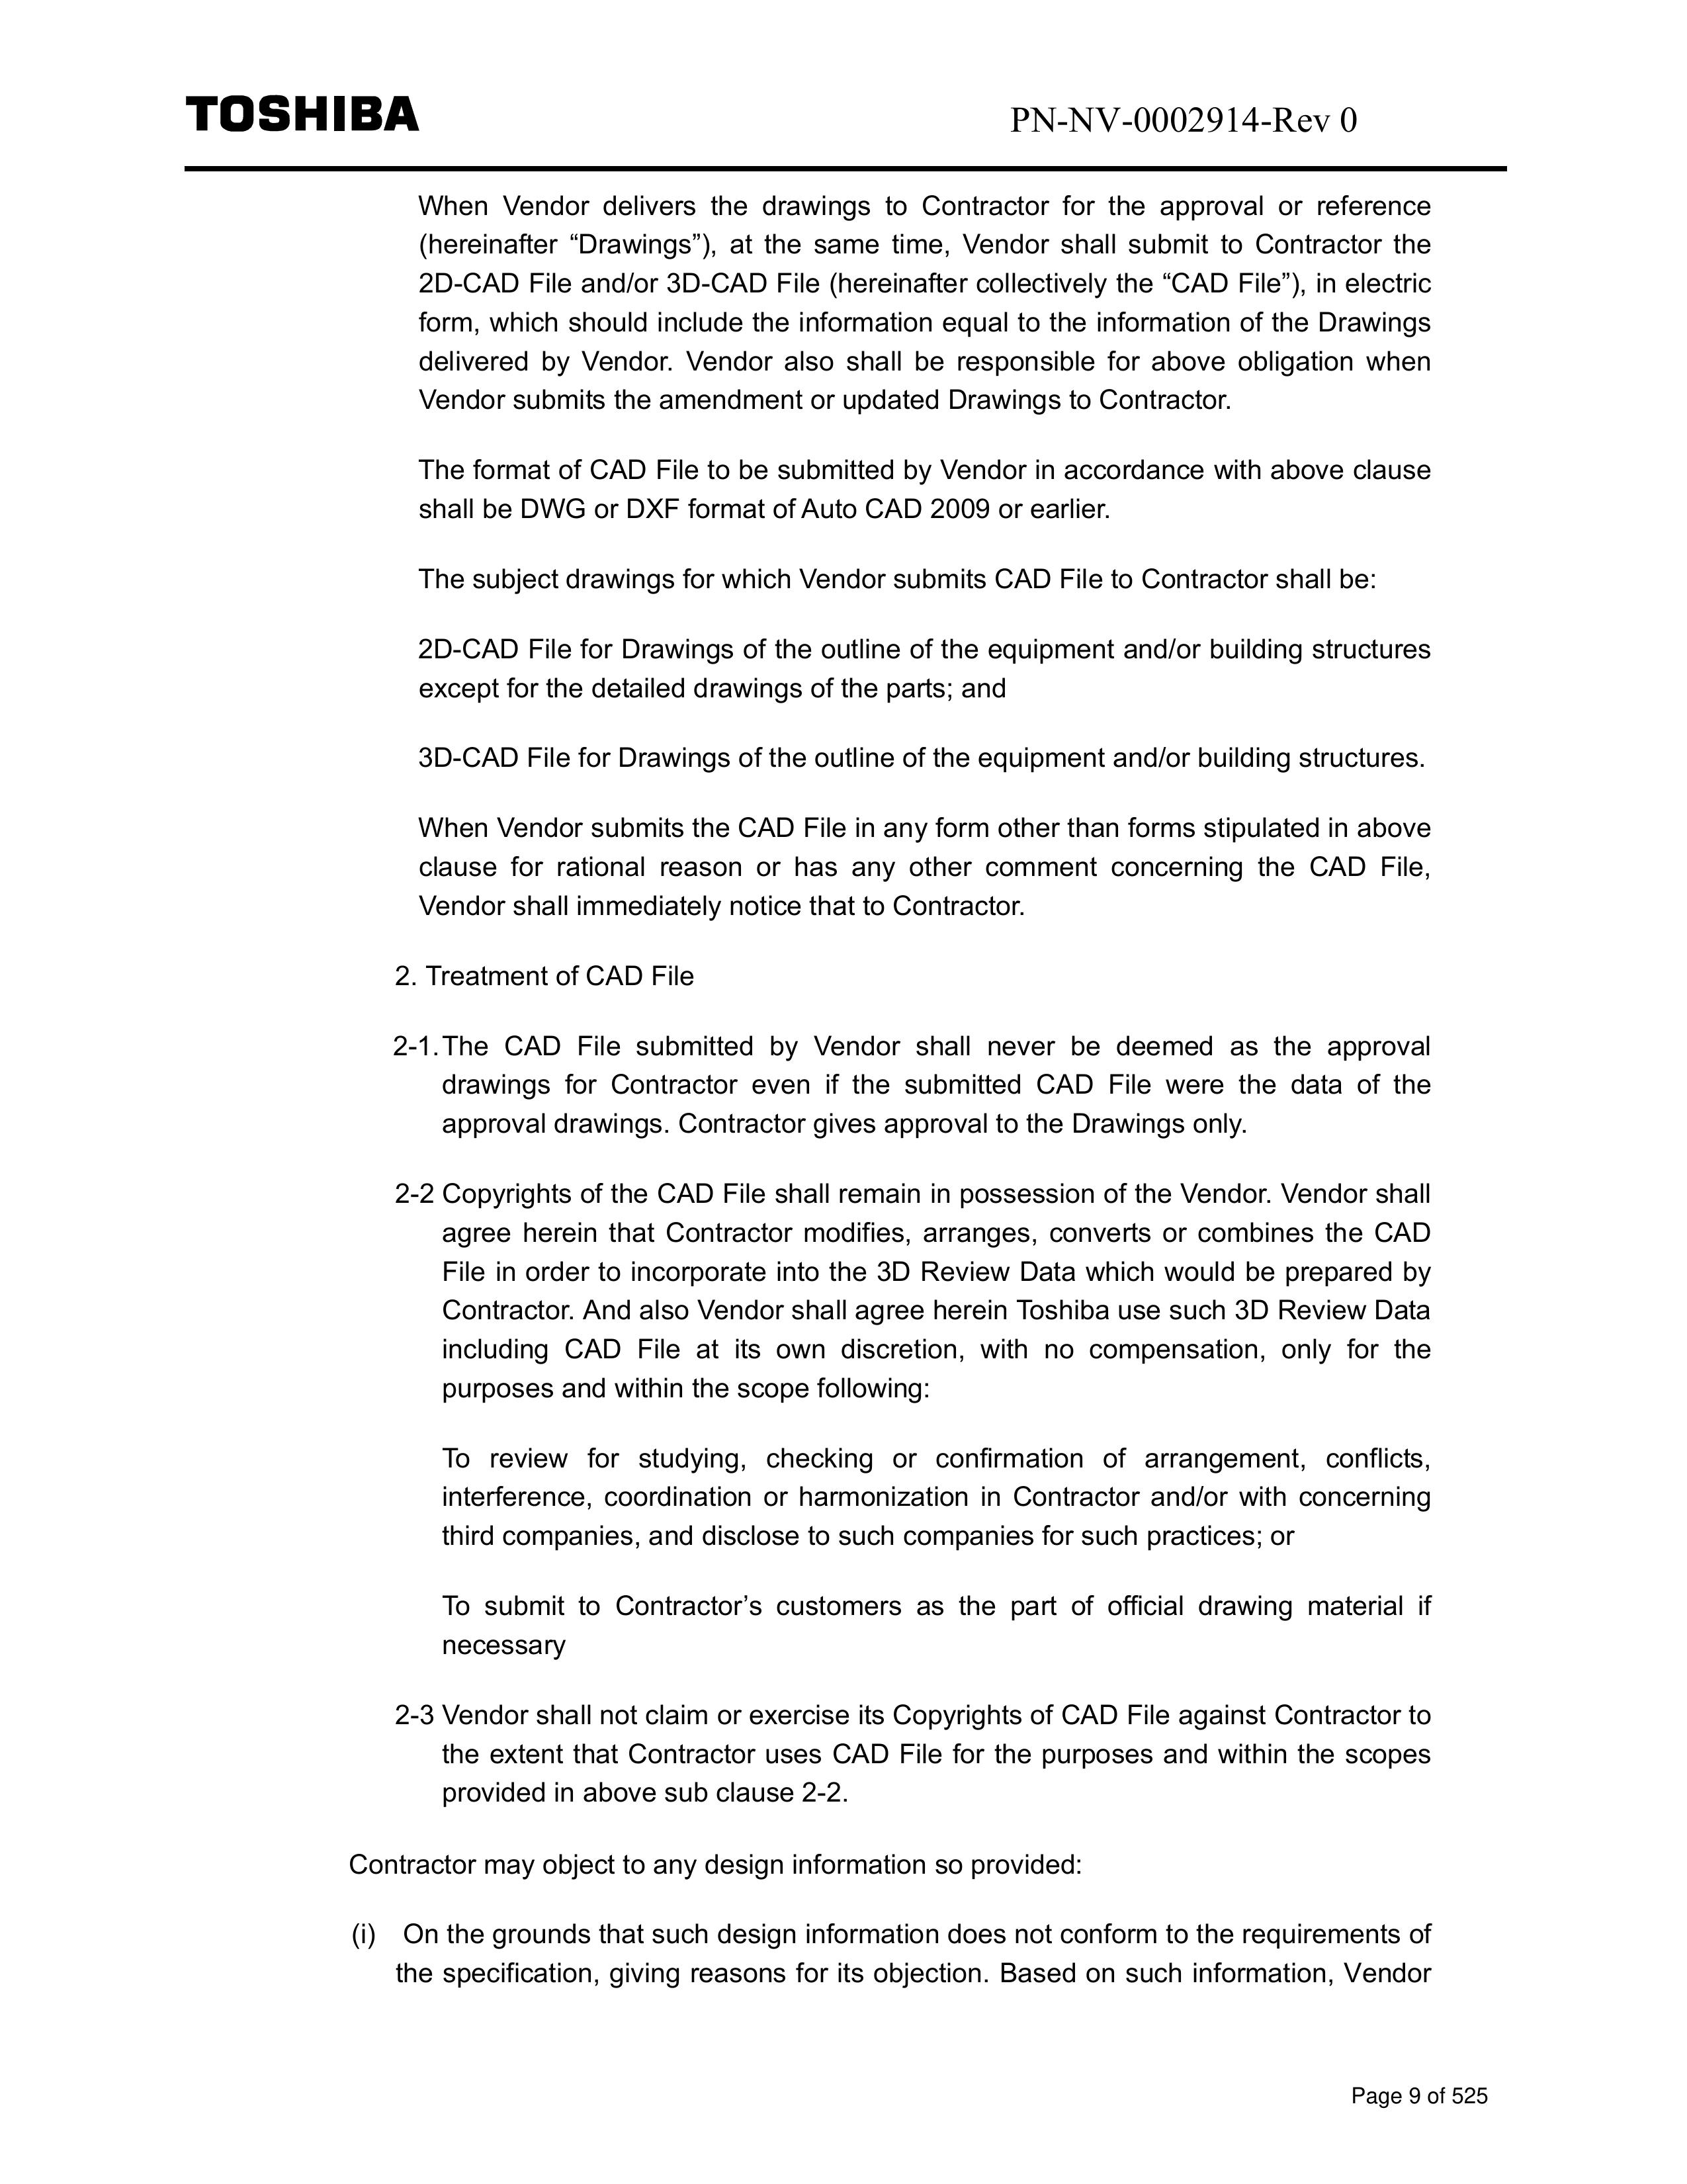 TOSHIBA
PN-NV-0002914-Rev 0
When Vendor delivers the drawings to Contractor for the approval or reference
(hereinafter “Drawings”), at the same time, Vendor shall submit to Contractor the
2D-CAD File and/or 3D-CAD File (hereinafter collectively the “CAD File”), in electric
form, which should include the information equal to the information of the Drawings
delivered by Vendor. Vendor also shall be responsible for above obligation when
Vendor submits the amendment or updated Drawings to Contractor.
The format of CAD File to be submitted by Vendor in accordance with above clause
shall be DWG or DXF format of Auto CAD 2009 or earlier.
The subject drawings for which Vendor submits CAD File to Contractor shall be:
2D-CAD File for Drawings of the outline of the equipment and/or building structures
except for the detailed drawings of the parts; and
3D-CAD File for Drawings of the outline of the equipment and/or building structures.
When Vendor submits the CAD File in any form other than forms stipulated in above
clause for rational reason or has any other comment concerning the CAD File,
Vendor shall immediately notice that to Contractor.
2. Treatment of CAD File
2-1. The CAD File submitted by Vendor shall never be deemed as the approval
drawings for Contractor even if the submitted CAD File were the data of the
approval drawings. Contractor gives approval to the Drawings only.
2-2 Copyrights of the CAD File shall remain in possession of the Vendor. Vendor shall
agree herein that Contractor modifies, arranges, converts or combines the CAD
File in order to incorporate into the 3D Review Data which would be prepared by
Contractor. And also Vendor shall agree herein Toshiba use such 3D Review Data
including CAD File at its own discretion, with no compensation, only for the
purposes and within the scope following:
To review for studying, checking or confirmation of arrangement, conflicts,
interference, coordination or harmonization in Contractor and/or with concerning
third companies, and disclose to such companies for such practices; or
To submit to Contractor’s customers as the part of official drawing material if
necessary
2-3 Vendor shall not claim or exercise its Copyrights of CAD File against Contractor to
the extent that Contractor uses CAD File for the purposes and within the scopes
provided in above sub clause 2-2.
Contractor may object to any design information so provided:
(i) On the grounds that such design information does not conform to the requirements of
the specification, giving reasons for its objection. Based on such information, Vendor
Page 9 of 525